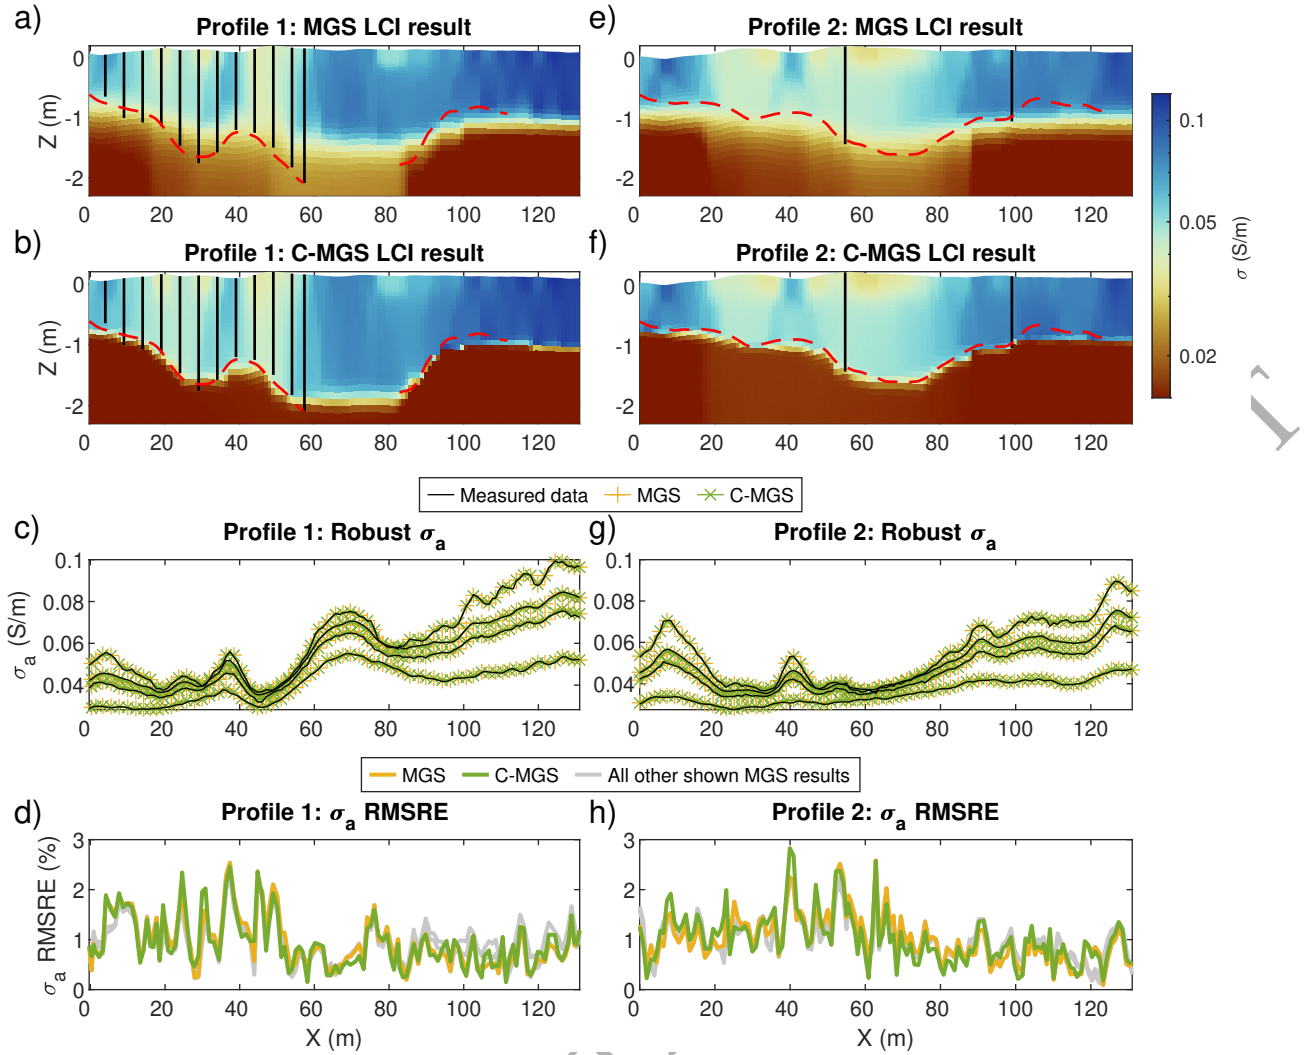 a)
Profile 1: MGS LCI result
0
-1
-2
Z (m)
0 20 40 60 80 100 120
e)
Profile 2: MGS LCI result
0
-1
-2
0 20 40 60 80 100 120
b)
Profile 1: C-MGS LCI result
0
-1
-2
Z (m)
0 20 40 60 80 100 120
f)
Profile 2: C-MGS LCI result
0
-1
-2
0 20 40 60 80 100 120
0.1
0.05
0.02
σ (S/m)
Measured data MGS C-MGS
c)
Profile 1: Robust σa
0.1
0.08
0.06
0.04
σa (S/m)
0 20 40 60 80 100 120
g)
Profile 2: Robust σa
0.1
0.08
0.06
0.04
0 20 40 60 80 100 120
MGS C-MGS All other shown MGS results
d)
Profile 1: σa RMSRE
3
2
1
0
σa RMSRE (%)
0 20 40 60 80 100 120
X (m)
h)
Profile 2: σa RMSRE
3
2
1
0
0 20 40 60 80 100 120
X (m)